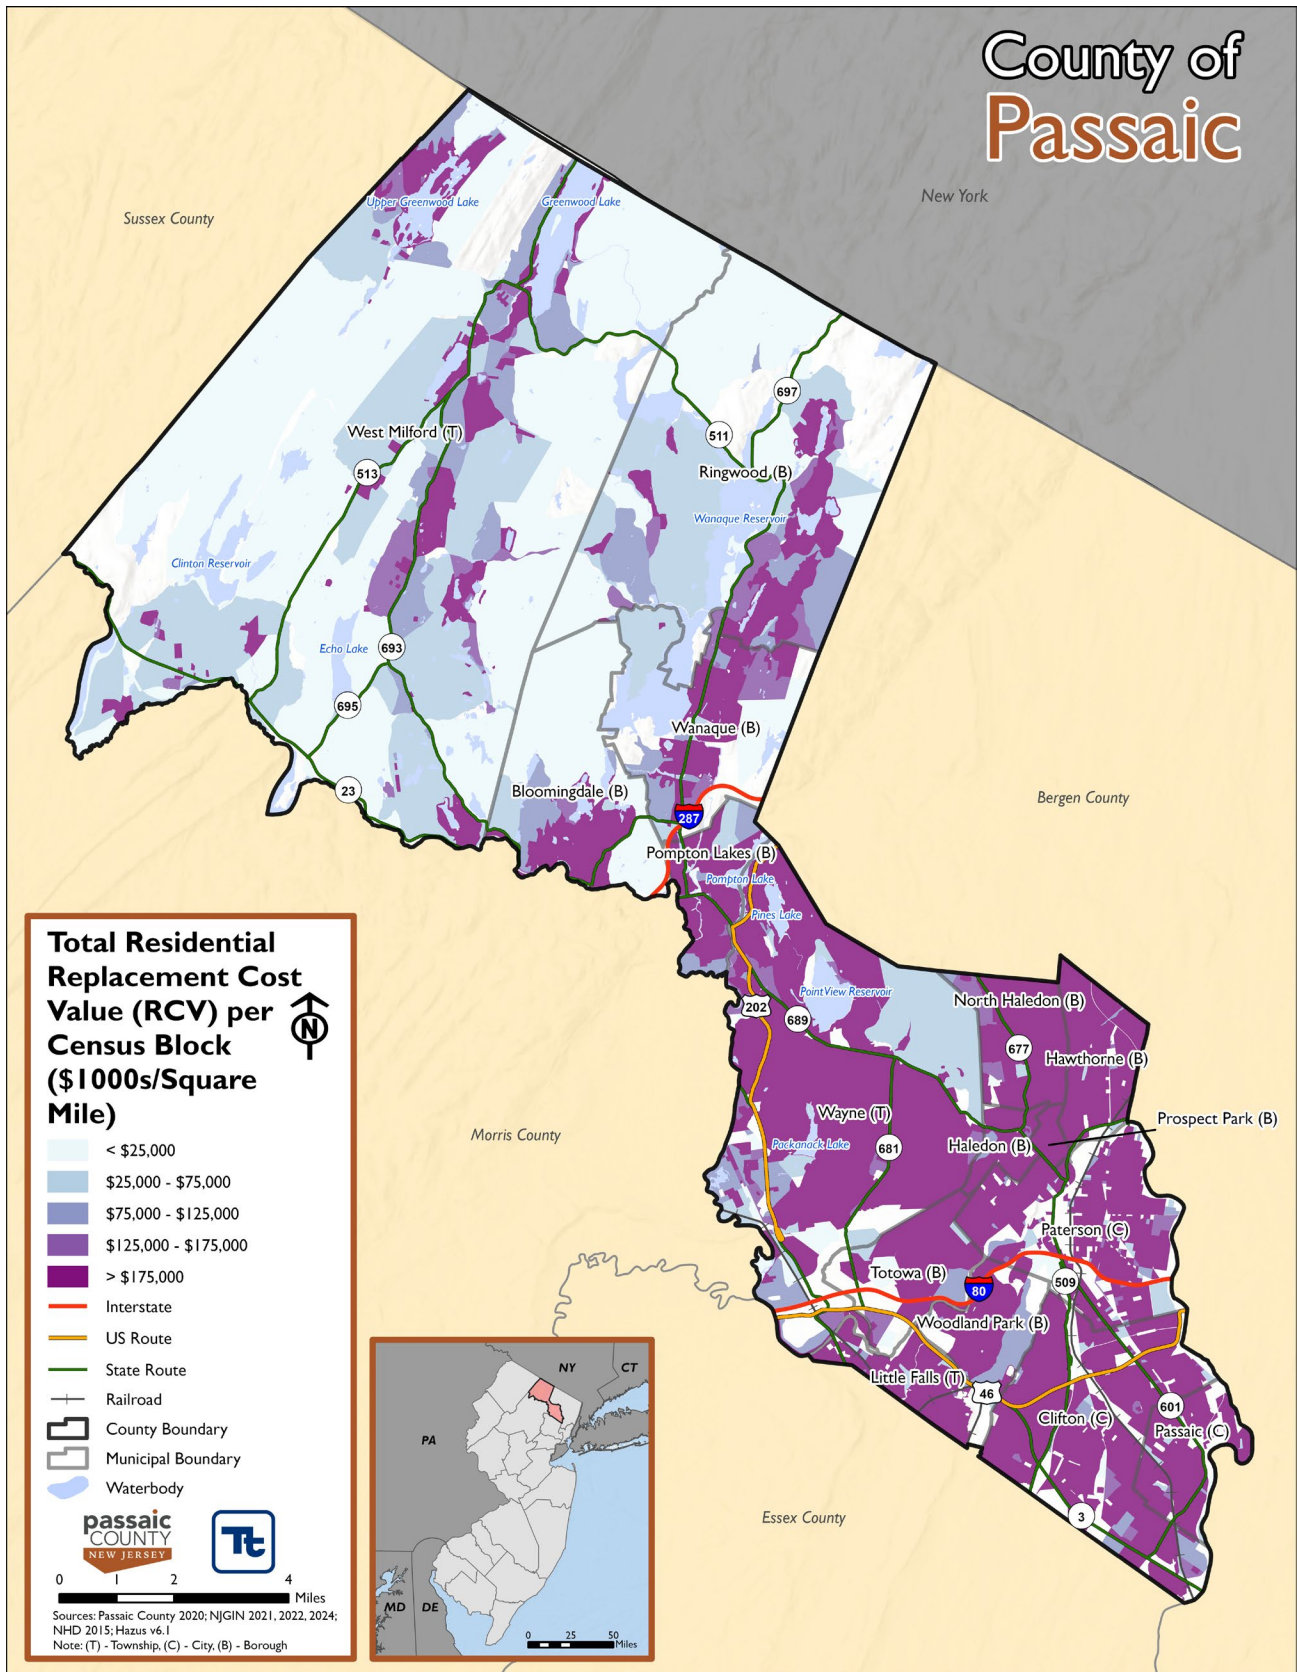 County of
Passaic
New York
Sussex County
Upper Greenwood Lake
Greenwood Lake
697
511
West Milford (T)
513
Ringwood (B)
Wanaque Reservoir
Clinton Reservoir
Echo Lake
693
695
Wanaque (B)
23
Bloomingdale (B)
287
Bergen County
Pompton Lakes (B)
Pompton Lake
Pines Lake
Point View Reservoir
202
689
North Haledon (B)
677
Hawthorne (B)
Wayne (T)
Prospect Park (B)
Morris County
Packanack Lake
681
Haledon (B)
Paterson (C)
Totowa (B)
80
509
Woodland Park (B)
Little Falls (T)
46
Clifton (C)
601
Passaic (C)
Essex County
3
Total Residential
Replacement Cost
Value (RCV) per
Census Block
($1000s/Square
Mile)
N
< $25,000
$25,000 - $75,000
$75,000 - $125,000
$125,000 - $175,000
> $175,000
Interstate
US Route
State Route
Railroad
County Boundary
Municipal Boundary
Waterbody
passaic
COUNTY
NEW JERSEY
Tt
0 1 2 4
Miles
Sources: Passaic County 2020; NJGIN 2021, 2022, 2024;
NHD 2015; Hazus v6.1
Note: (T) - Township, (C) - City, (B) - Borough
NY
CT
PA
MD
DE
0 25 50
Miles